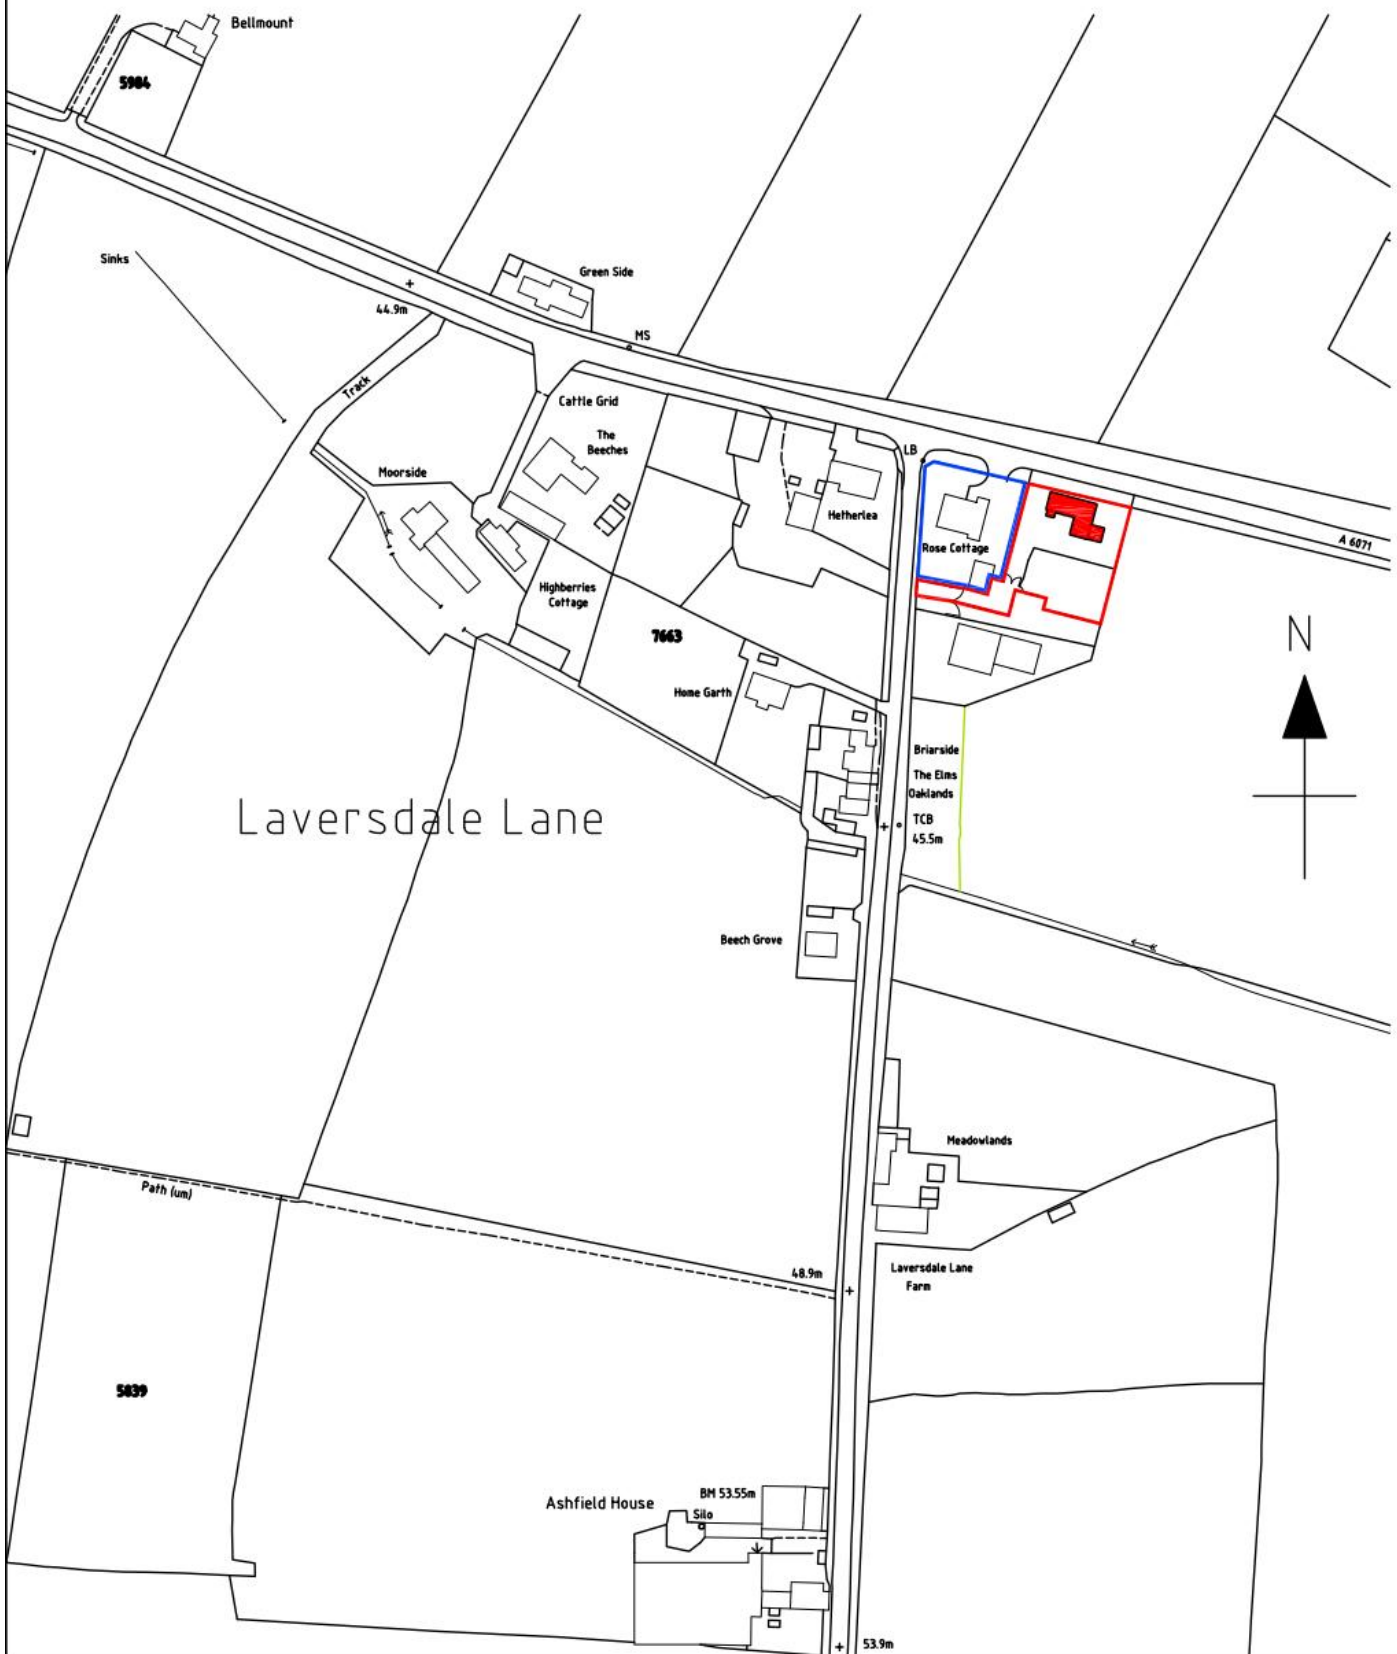 Bellmount
5984
Sinks
Green Side
44.9m
MS
Track
Cattle Grid
The
Beeches
LB
Moorside
Hetherlea
A 6071
Rose Cottage
Highberries
Cottage
7663
N
Home Garth
Briarside
The Elms
Oaklands
Laversdale Lane
TCB
45.5m
Beech Grove
Meadowlands
Path (um)
48.9m
Laversdale Lane
Farm
5839
BM 53.55m
Ashfield House
Silo
53.9m